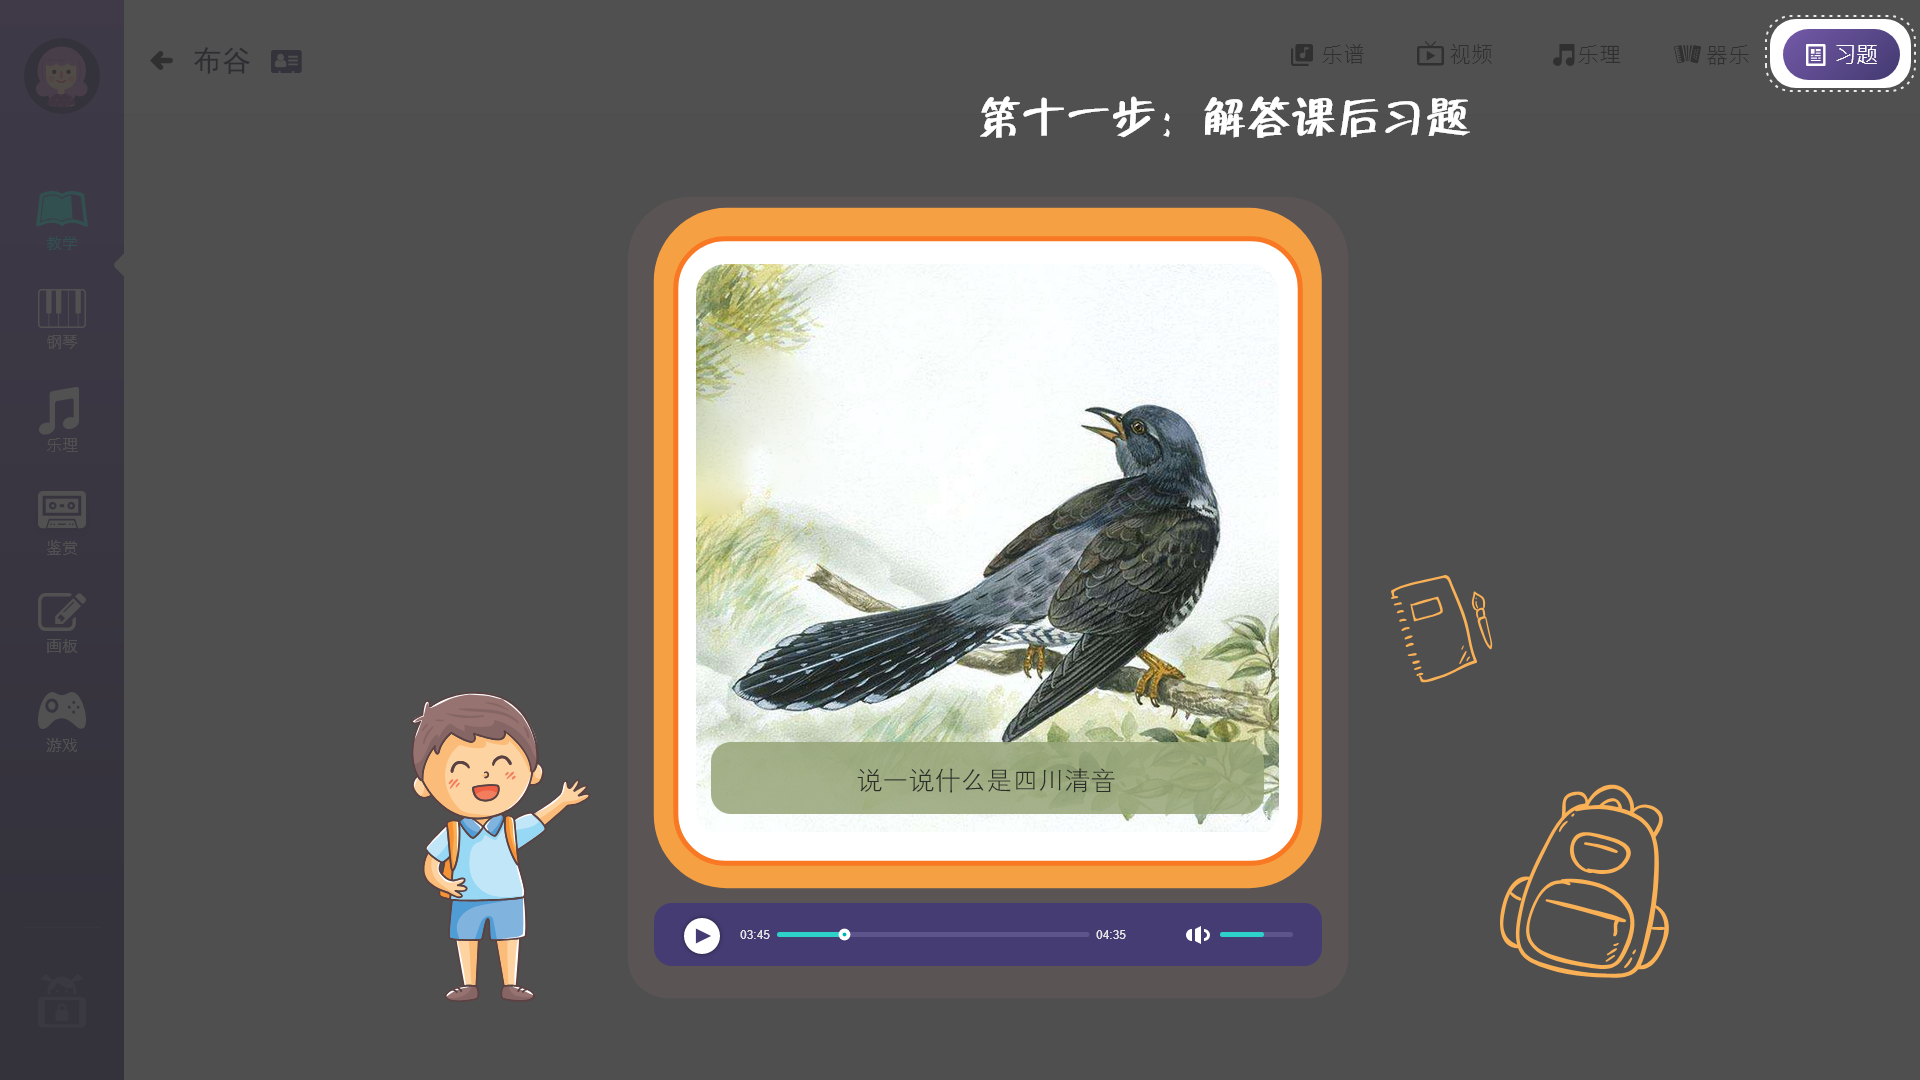 布谷
乐谱
视频
乐理
器乐
习题
第十一步：解答课后习题
教学
钢琴
乐理
鉴赏
画板
游戏
说一说什么是四川清音
03:45
04:35